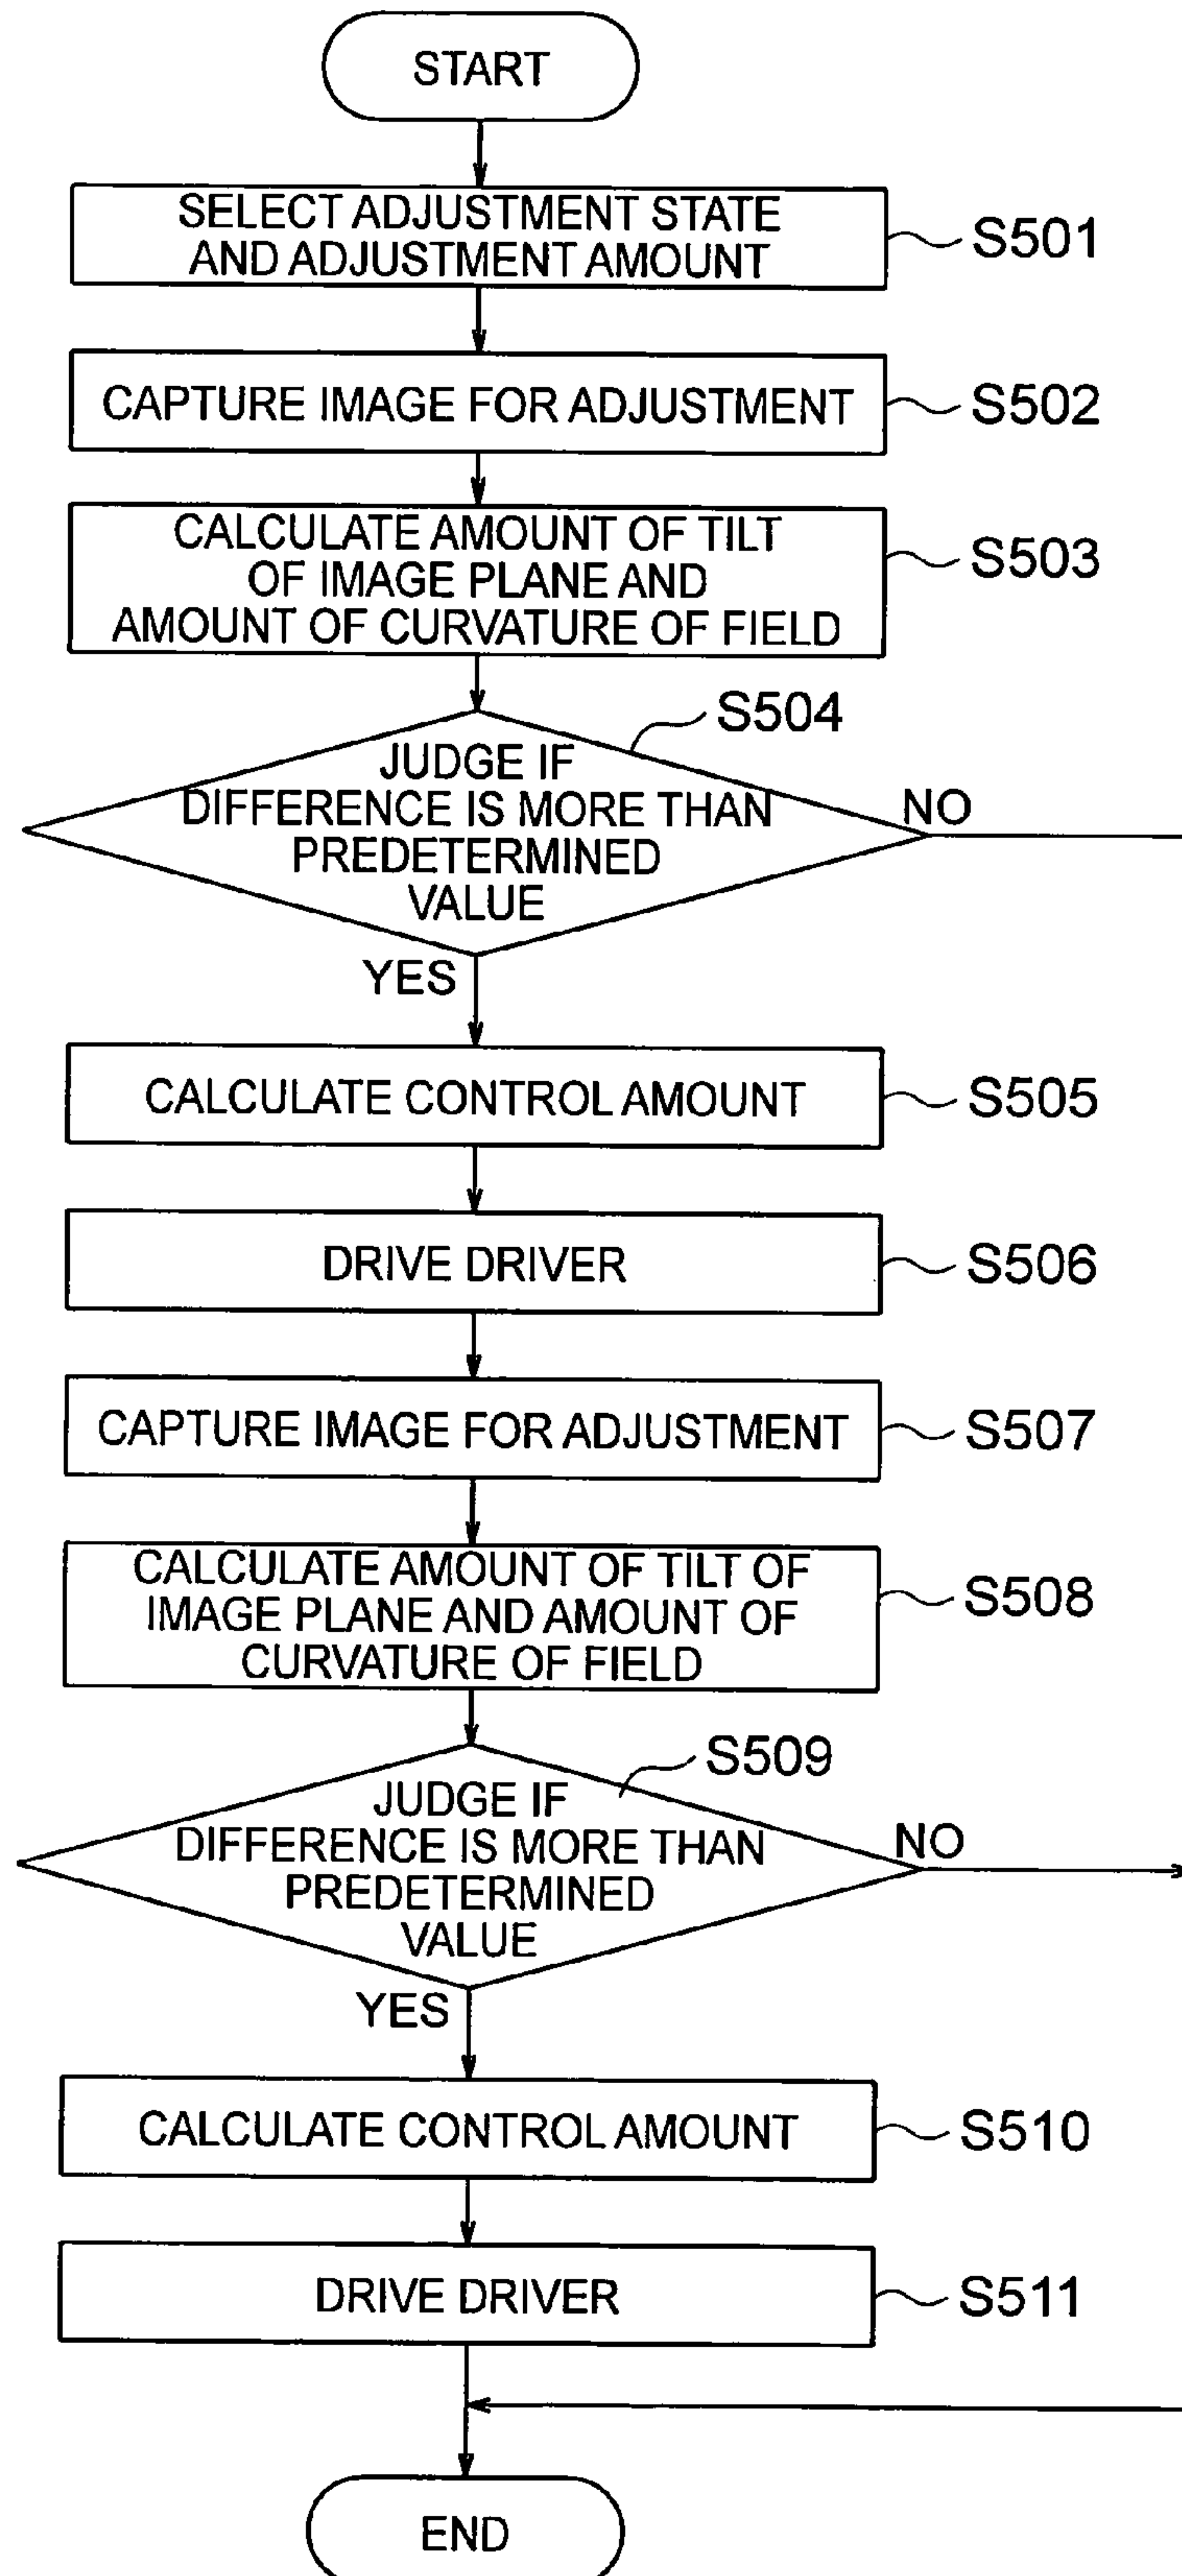 START
SELECT ADJUSTMENT STATE
AND ADJUSTMENT AMOUNT
S501
CAPTURE IMAGE FOR ADJUSTMENT
S502
CALCULATE AMOUNT OF TILT
OF IMAGE PLANE AND
AMOUNT OF CURVATURE OF FIELD
S503
S504
JUDGE IF
DIFFERENCE IS MORE THAN
PREDETERMINED
VALUE
NO
YES
CALCULATE CONTROL AMOUNT
S505
DRIVE DRIVER
S506
CAPTURE IMAGE FOR ADJUSTMENT
S507
CALCULATE AMOUNT OF TILT OF
IMAGE PLANE AND AMOUNT OF
CURVATURE OF FIELD
S508
S509
JUDGE IF
DIFFERENCE IS MORE THAN
PREDETERMINED
VALUE
NO
YES
CALCULATE CONTROL AMOUNT
S510
DRIVE DRIVER
S511
END